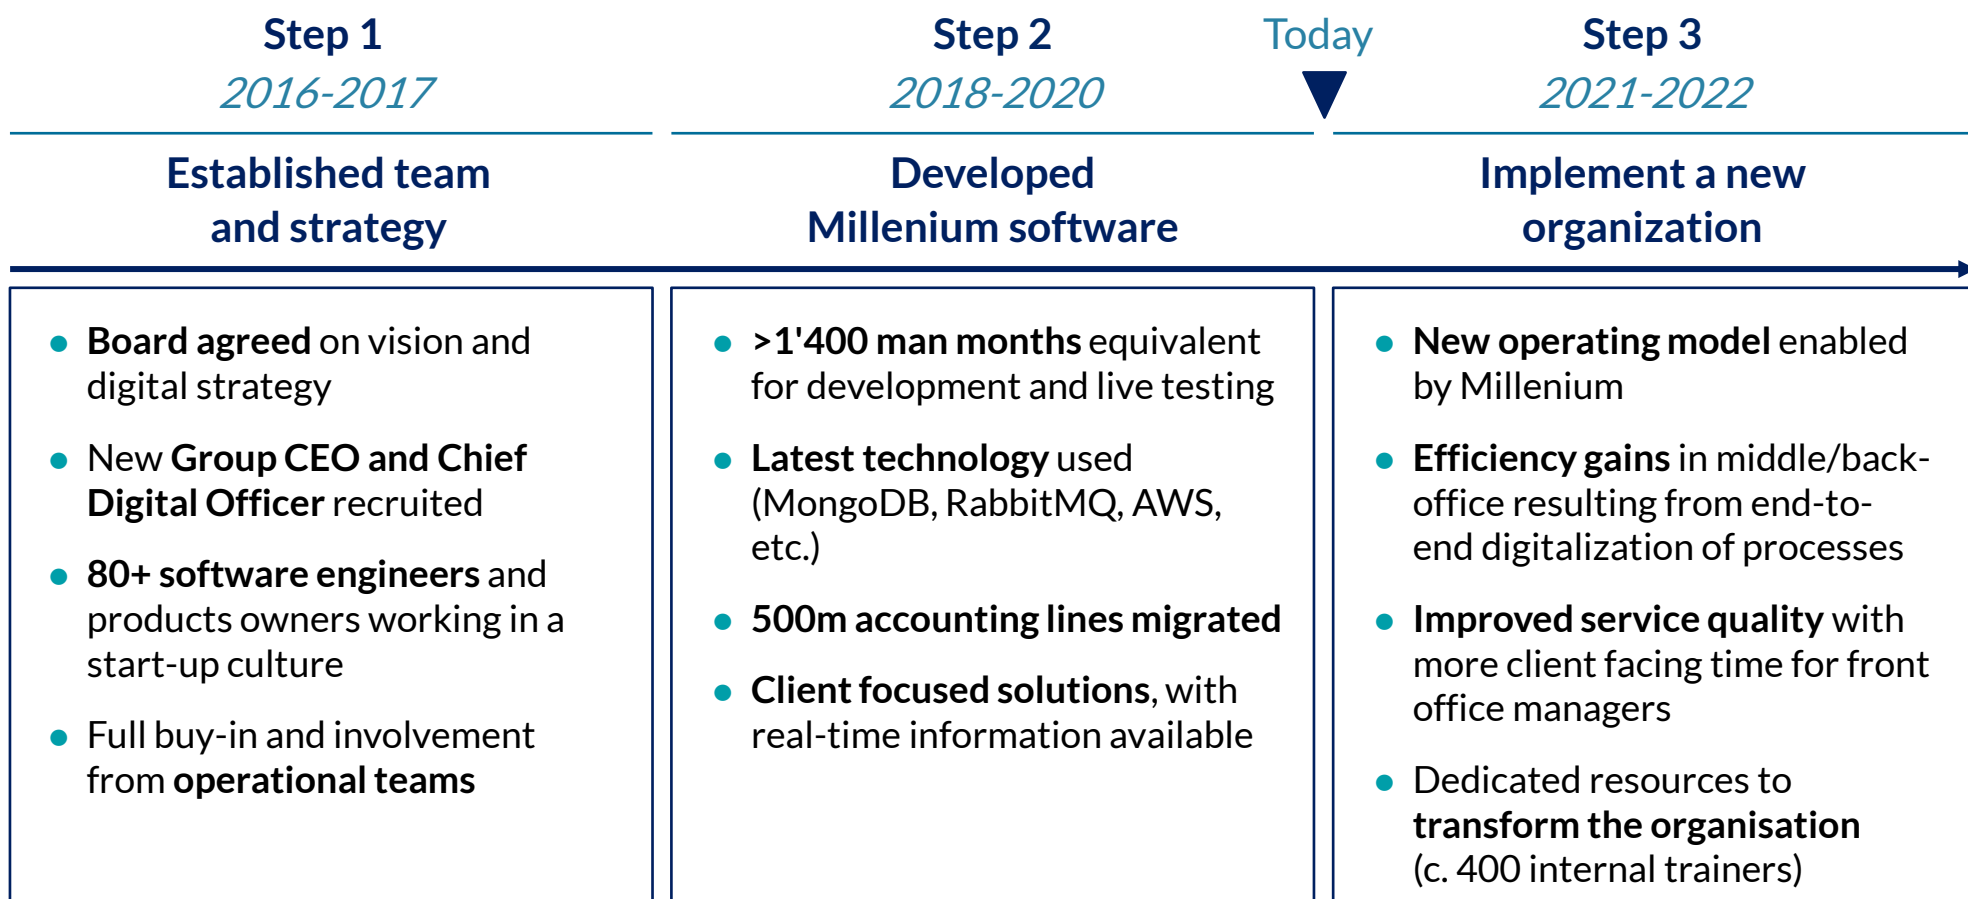 Step 1
2016-2017
Established team
and strategy
● Board agreed on vision and
digital strategy
● New Group CEO and Chief
Digital Officer recruited
● 80+ software engineers and
products owners working in a
start-up culture
● Full buy-in and involvement
from operational teams
Step 2
2018-2020
Developed
Millenium software
● >1'400 man months equivalent
for development and live testing
● Latest technology used
(MongoDB, RabbitMQ, AWS,
etc.)
● 500m accounting lines migrated
● Client focused solutions, with
real-time information available
Today
Step 3
2021-2022
Implement a new
organization
● New operating model enabled
by Millenium
● Efficiency gains in middle/back-
office resulting from end-to-
end digitalization of processes
● Improved service quality with
more client facing time for front
office managers
● Dedicated resources to
transform the organisation
(c. 400 internal trainers)